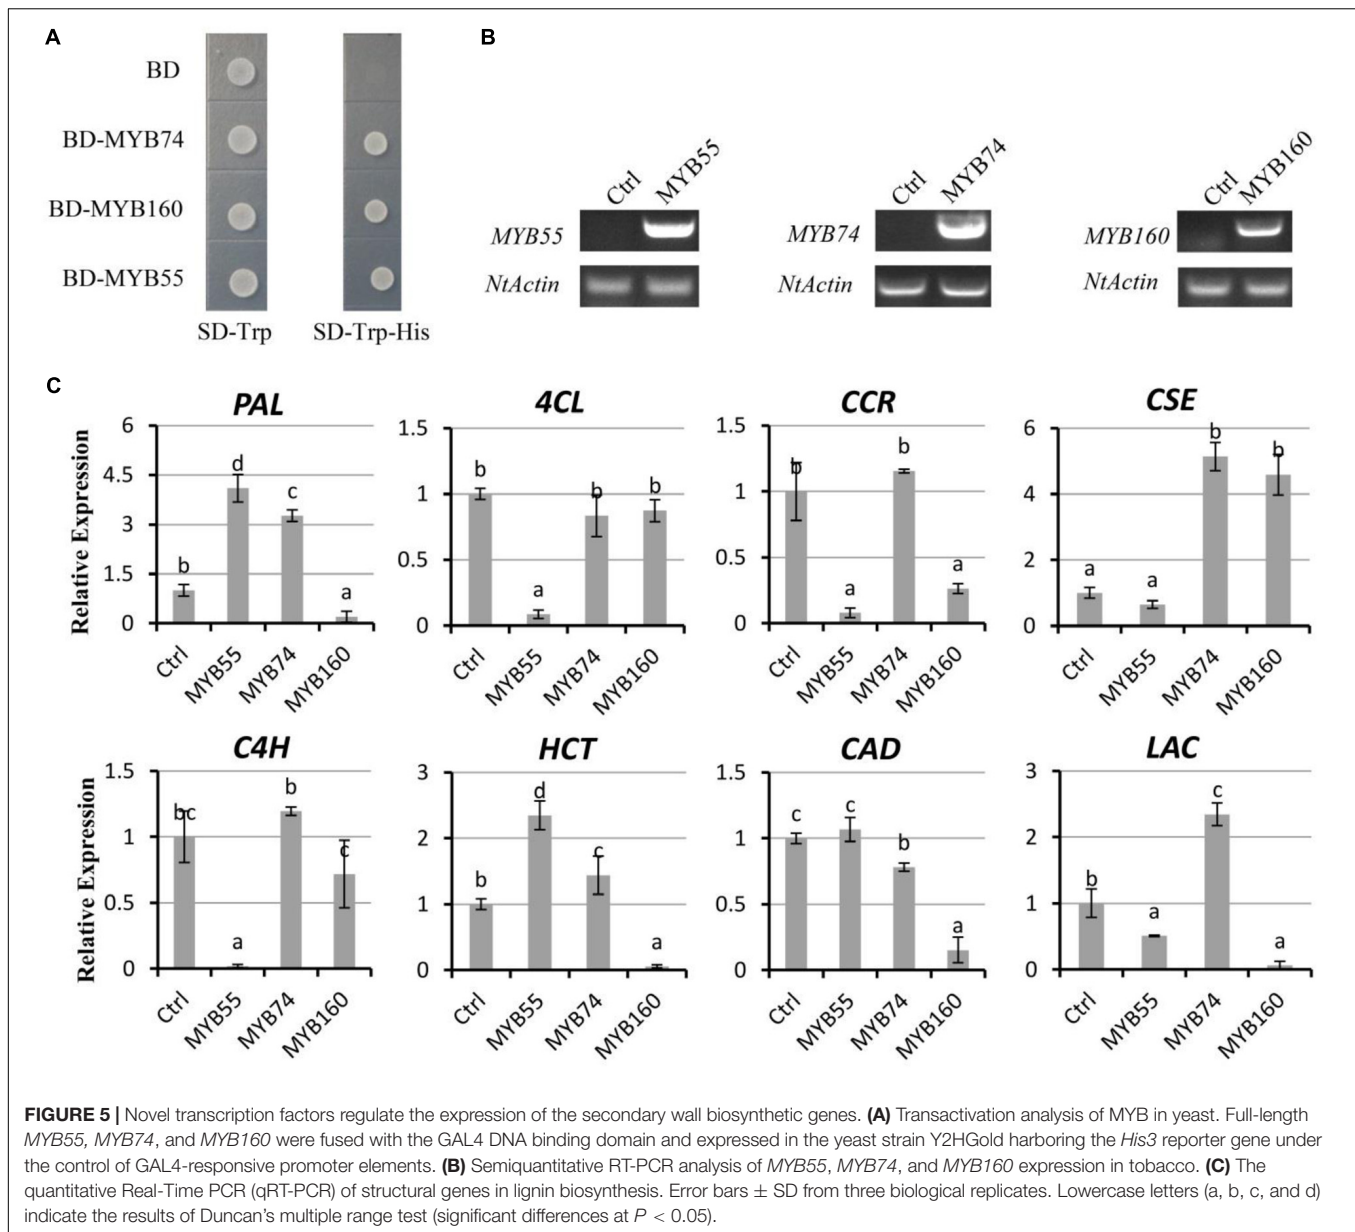 A
BD
BD-MYB74
BD-MYB160
BD-MYB55
SD-Trp
SD-Trp-His
B
Ctrl
MYB55
MYB55
NtActin
Ctrl
MYB74
MYB74
NtActin
Ctrl
MYB160
MYB160
NtActin
C
PAL
Relative Expression
6
4.5
3
1.5
0
b
d
c
a
Ctrl
MYB55
MYB74
MYB160
4CL
1.5
1
0.5
0
b
a
b
b
Ctrl
MYB55
MYB74
MYB160
CCR
1.5
1
0.5
0
b
a
b
a
Ctrl
MYB55
MYB74
MYB160
CSE
6
4
2
0
a
a
b
b
Ctrl
MYB55
MYB74
MYB160
C4H
Relative Expression
1.5
1
0.5
0
bc
a
b
c
Ctrl
MYB55
MYB74
MYB160
HCT
3
2
1
0
b
d
c
a
Ctrl
MYB55
MYB74
MYB160
CAD
1.5
1
0.5
0
c
c
b
a
Ctrl
MYB55
MYB74
MYB160
LAC
3
2
1
0
b
a
c
a
Ctrl
MYB55
MYB74
MYB160
FIGURE 5 | Novel transcription factors regulate the expression of the secondary wall biosynthetic genes. (A) Transactivation analysis of MYB in yeast. Full-length
MYB55, MYB74, and MYB160 were fused with the GAL4 DNA binding domain and expressed in the yeast strain Y2HGold harboring the His3 reporter gene under
the control of GAL4-responsive promoter elements. (B) Semiquantitative RT-PCR analysis of MYB55, MYB74, and MYB160 expression in tobacco. (C) The
quantitative Real-Time PCR (qRT-PCR) of structural genes in lignin biosynthesis. Error bars ± SD from three biological replicates. Lowercase letters (a, b, c, and d)
indicate the results of Duncan's multiple range test (significant differences at P < 0.05).